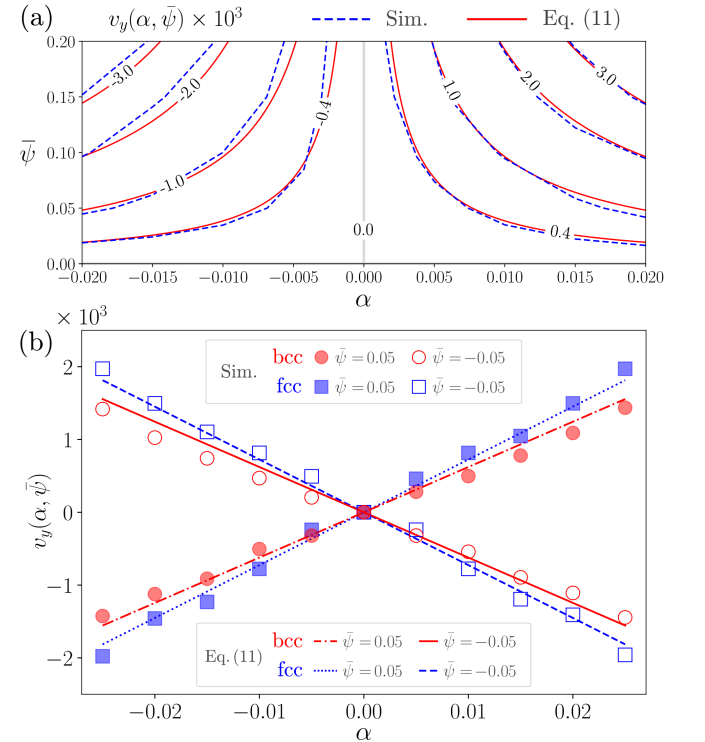 (a) v_y(α, ψ̄) × 10³ Sim. Eq. (11)
0.20
0.15
0.10
0.05
0.00
ψ̄
-3.0
-2.0
-1.0
-0.4
0.0
0.4
1.0
2.0
3.0
−0.020 −0.015 −0.010 −0.005 0.000 0.005 0.010 0.015 0.020
α
(b) × 10³
Sim. bcc ψ̄ = 0.05 ψ̄ = −0.05
fcc ψ̄ = 0.05 ψ̄ = −0.05
2
1
0
−1
−2
v_y(α, ψ̄)
Eq. (11) bcc ψ̄ = 0.05 ψ̄ = −0.05
fcc ψ̄ = 0.05 ψ̄ = −0.05
−0.02 −0.01 0.00 0.01 0.02
α